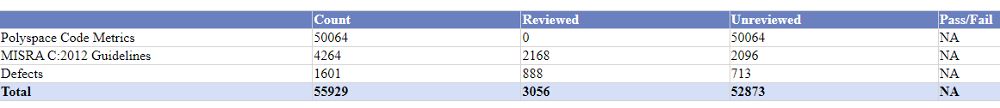 Count Reviewed Unreviewed Pass/Fail
Polyspace Code Metrics 50064 0 50064 NA
MISRA C:2012 Guidelines 4264 2168 2096 NA
Defects 1601 888 713 NA
Total 55929 3056 52873 NA